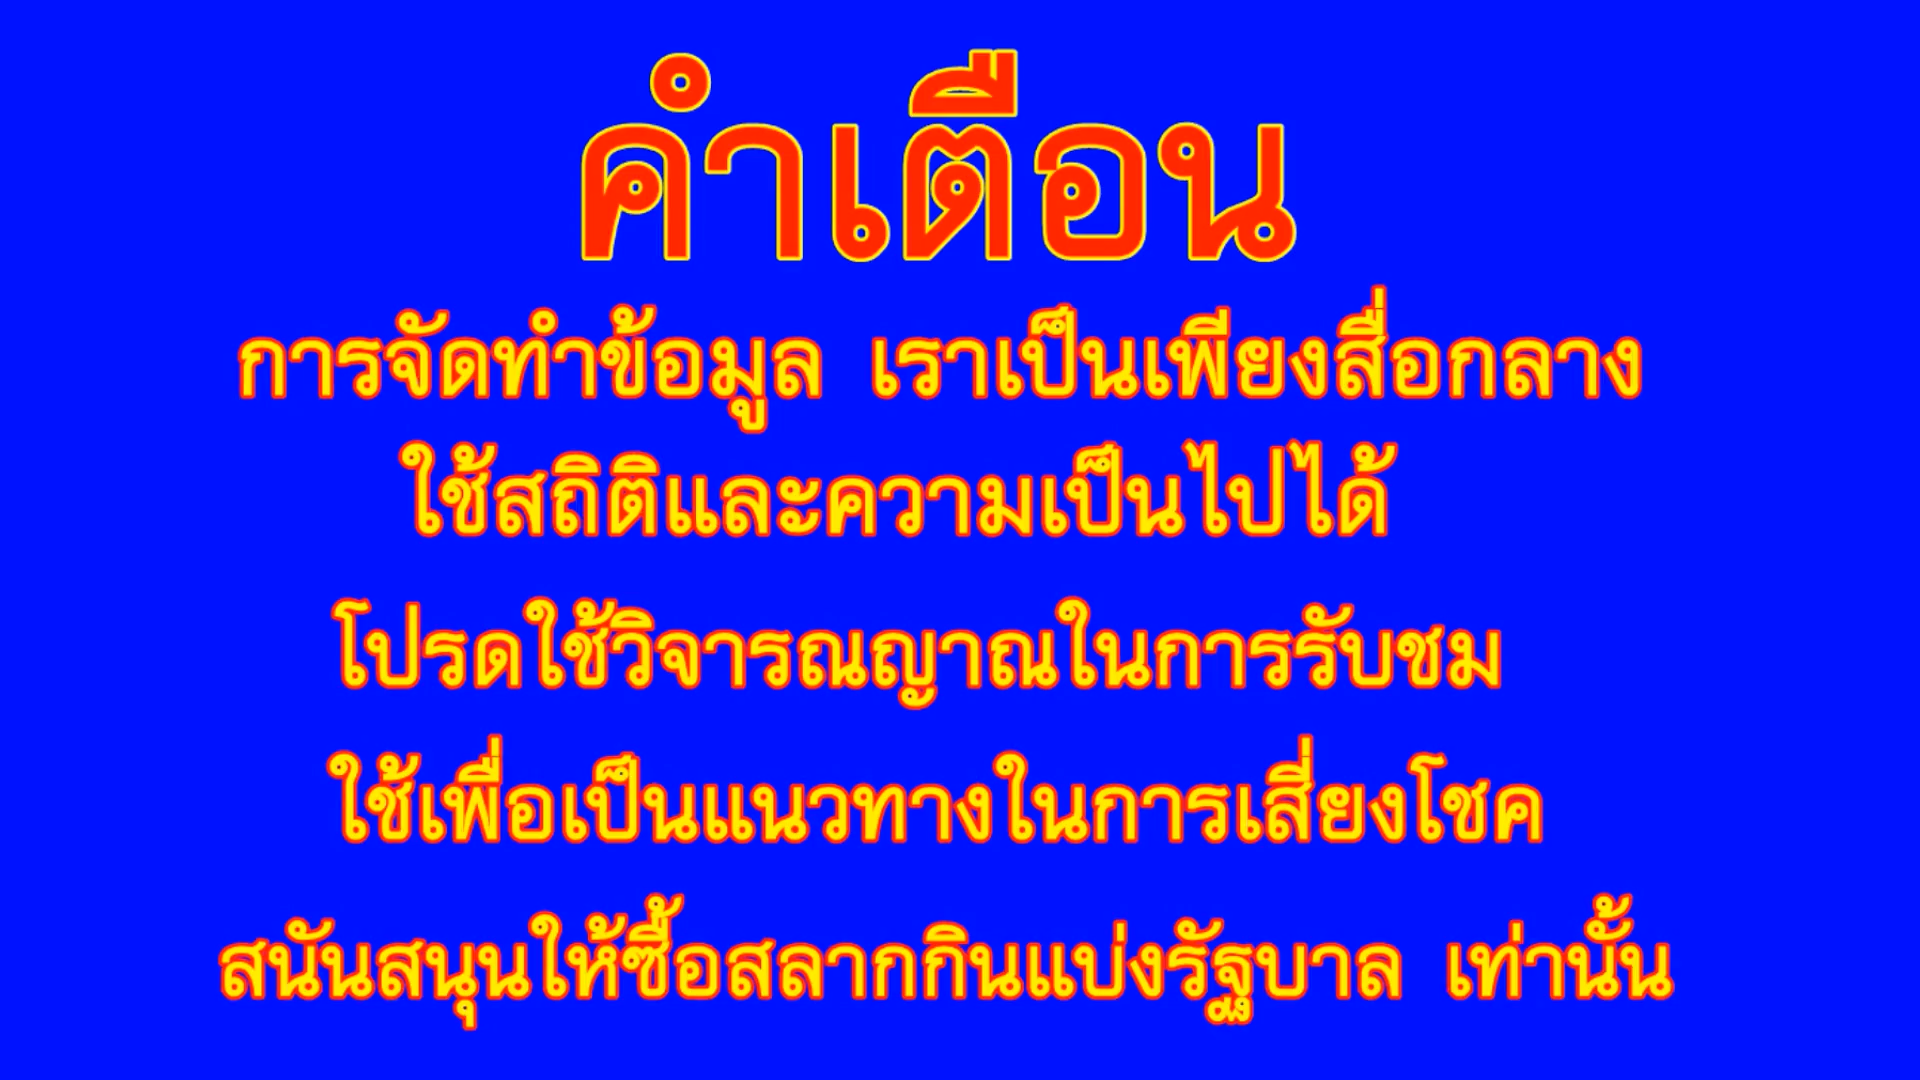 คำเตือน
การจัดทำข้อมูล เราเป็นเพียงสื่อกลาง
ใช้สถิติและความเป็นไปได้
โปรดใช้วิจารณญาณในการรับชม
ใช้เพื่อเป็นแนวทางในการเสี่ยงโชค
สนันสนุนให้ซื้อสลากกินแบ่งรัฐบาล เท่านั้น